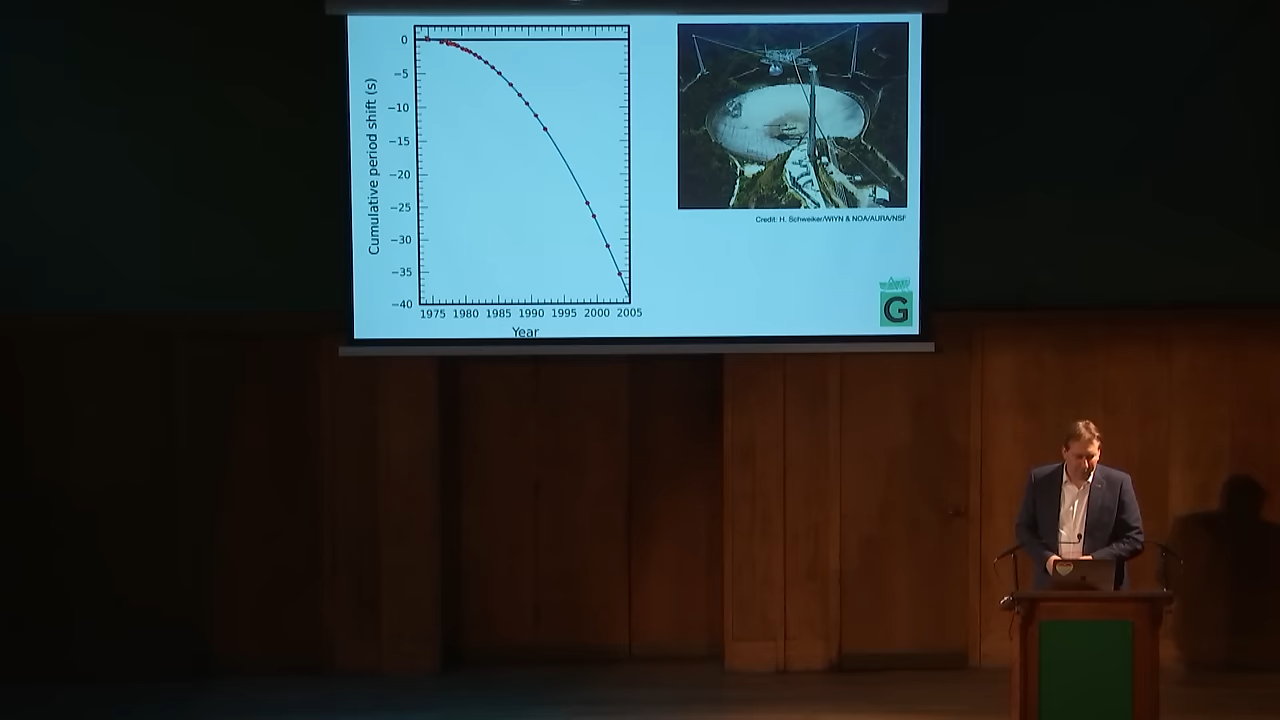 0
−5
−10
−15
−20
−25
−30
−35
−40
Cumulative period shift (s)
1975 1980 1985 1990 1995 2000 2005
Year
Credit: H. Schweiker/WIYN & NOA/AURA/NSF
G